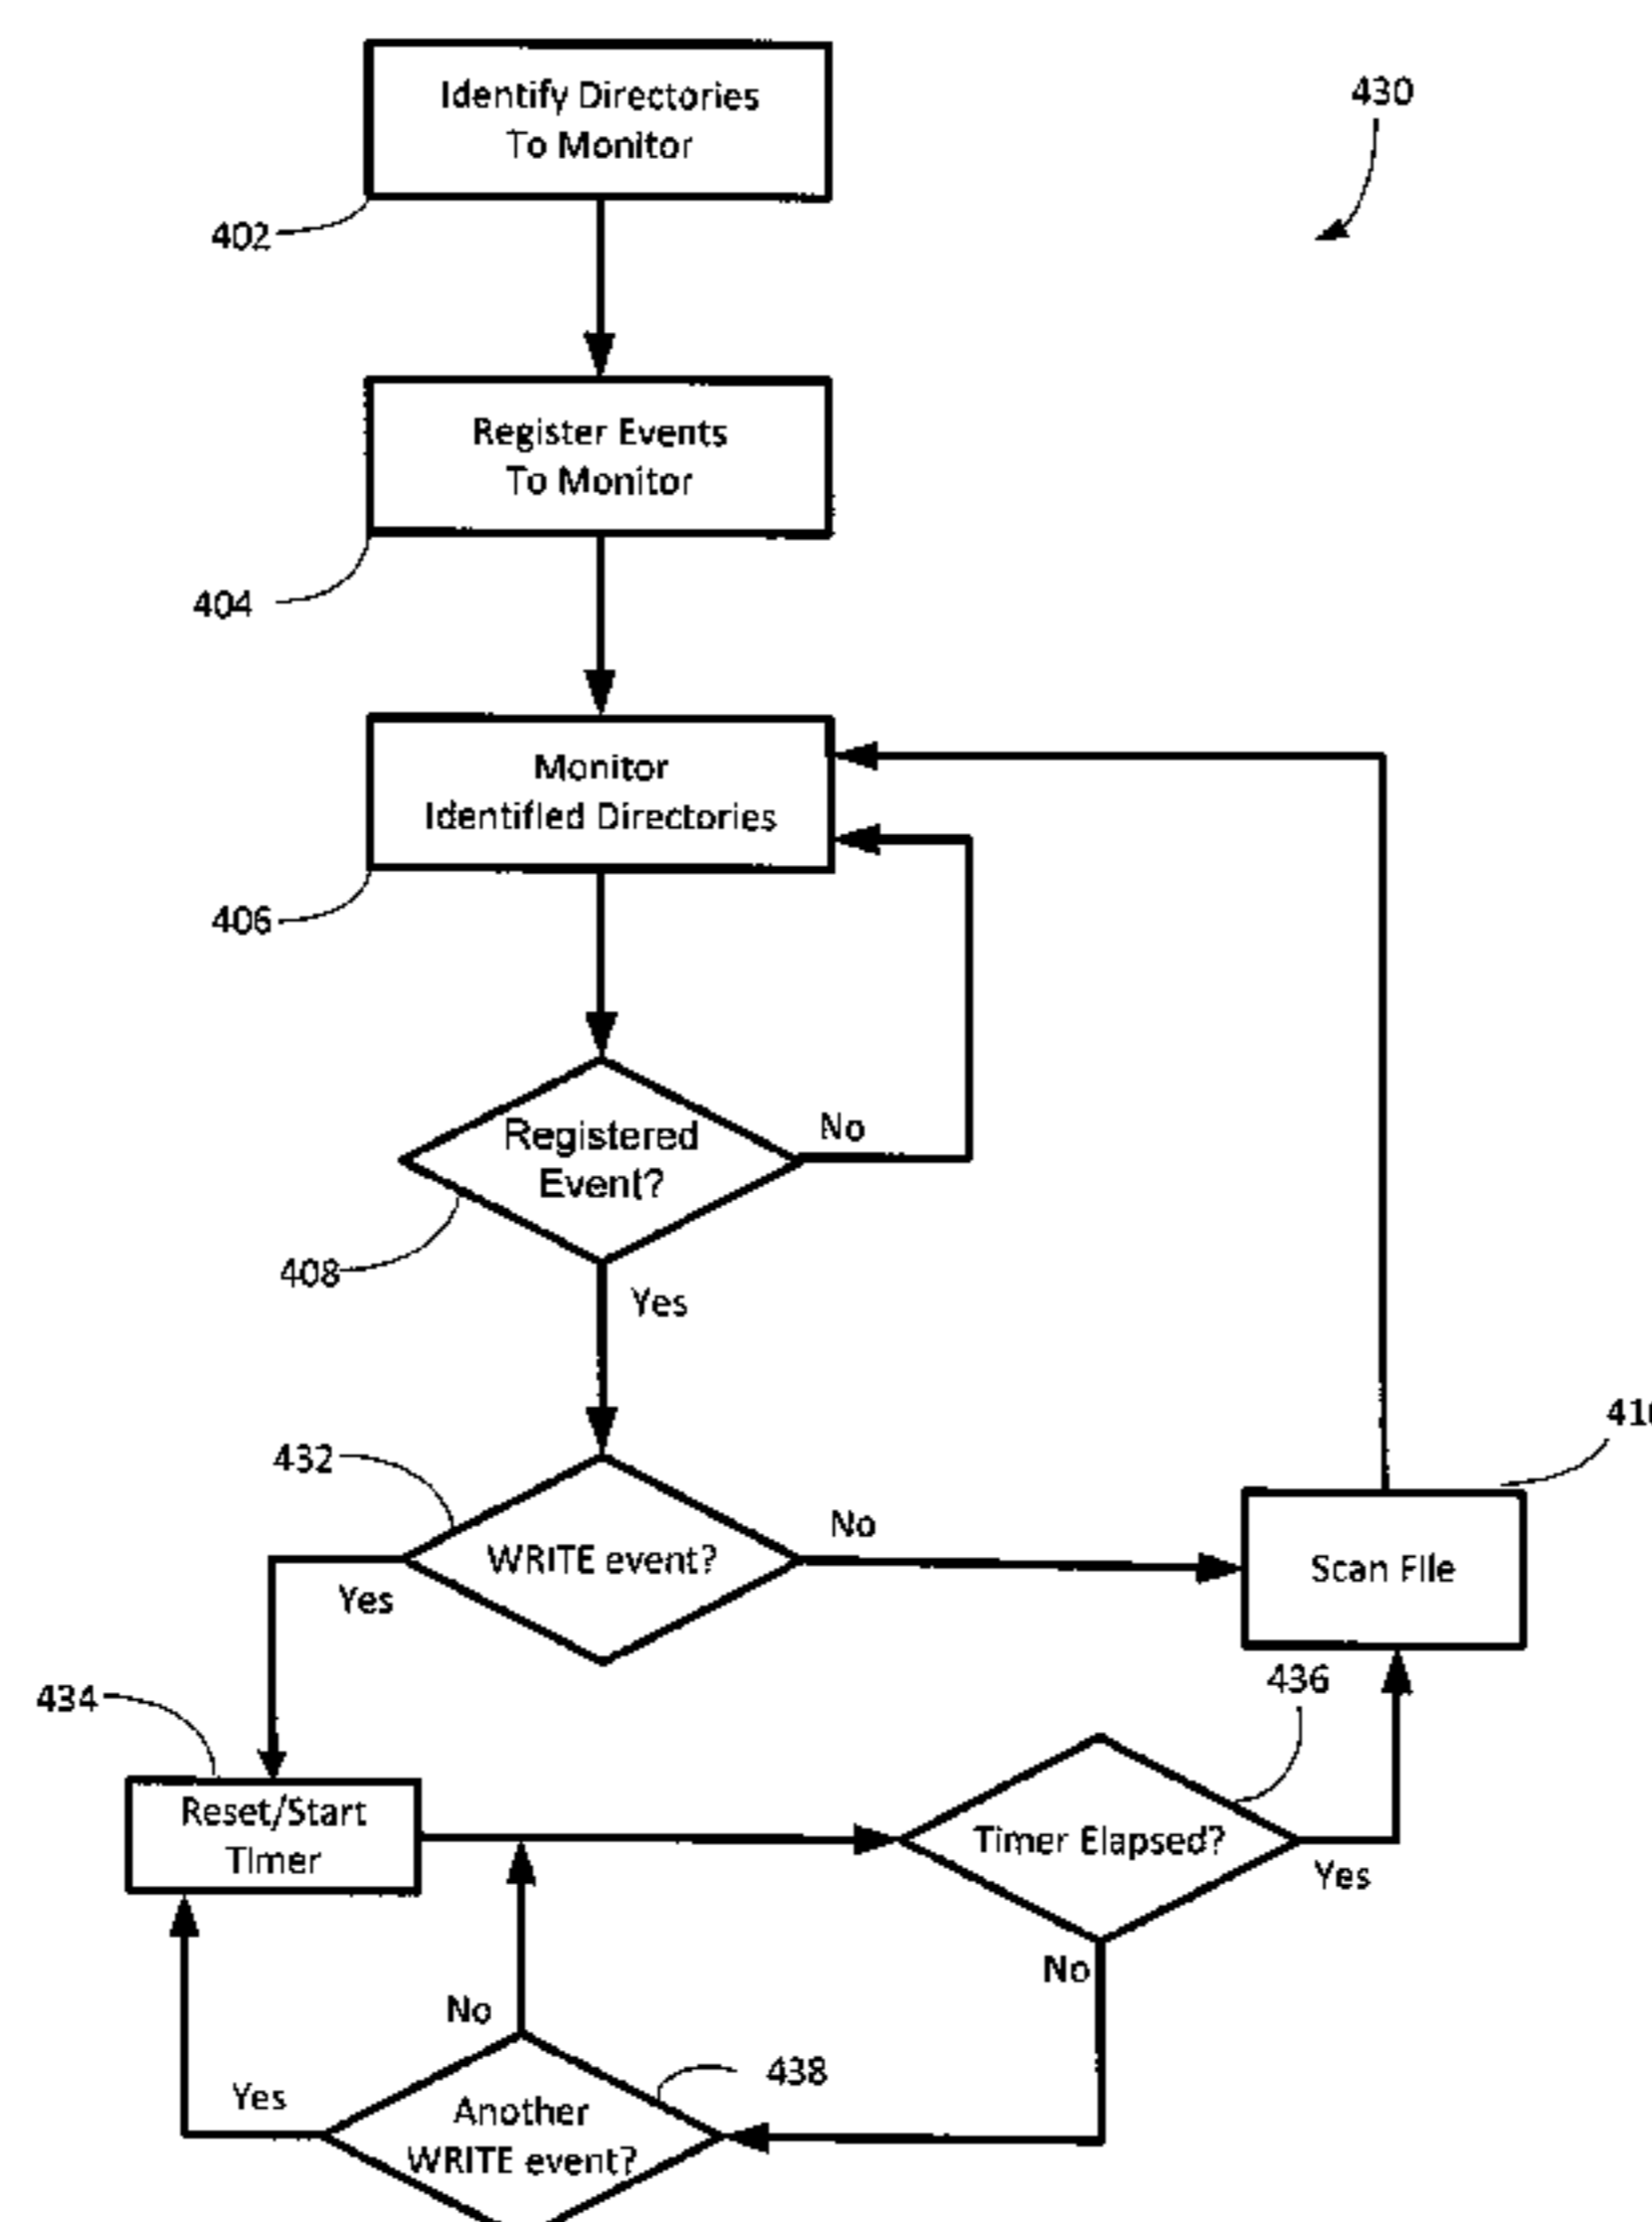 Identify Directories
To Monitor
430
402
Register Events
To Monitor
404
Monitor
Identified Directories
406
Registered
Event?
No
408
Yes
432
WRITE event?
No
Yes
Scan File
434
436
Reset/Start
Timer
Timer Elapsed?
Yes
No
No
438
Yes
Another
WRITE event?